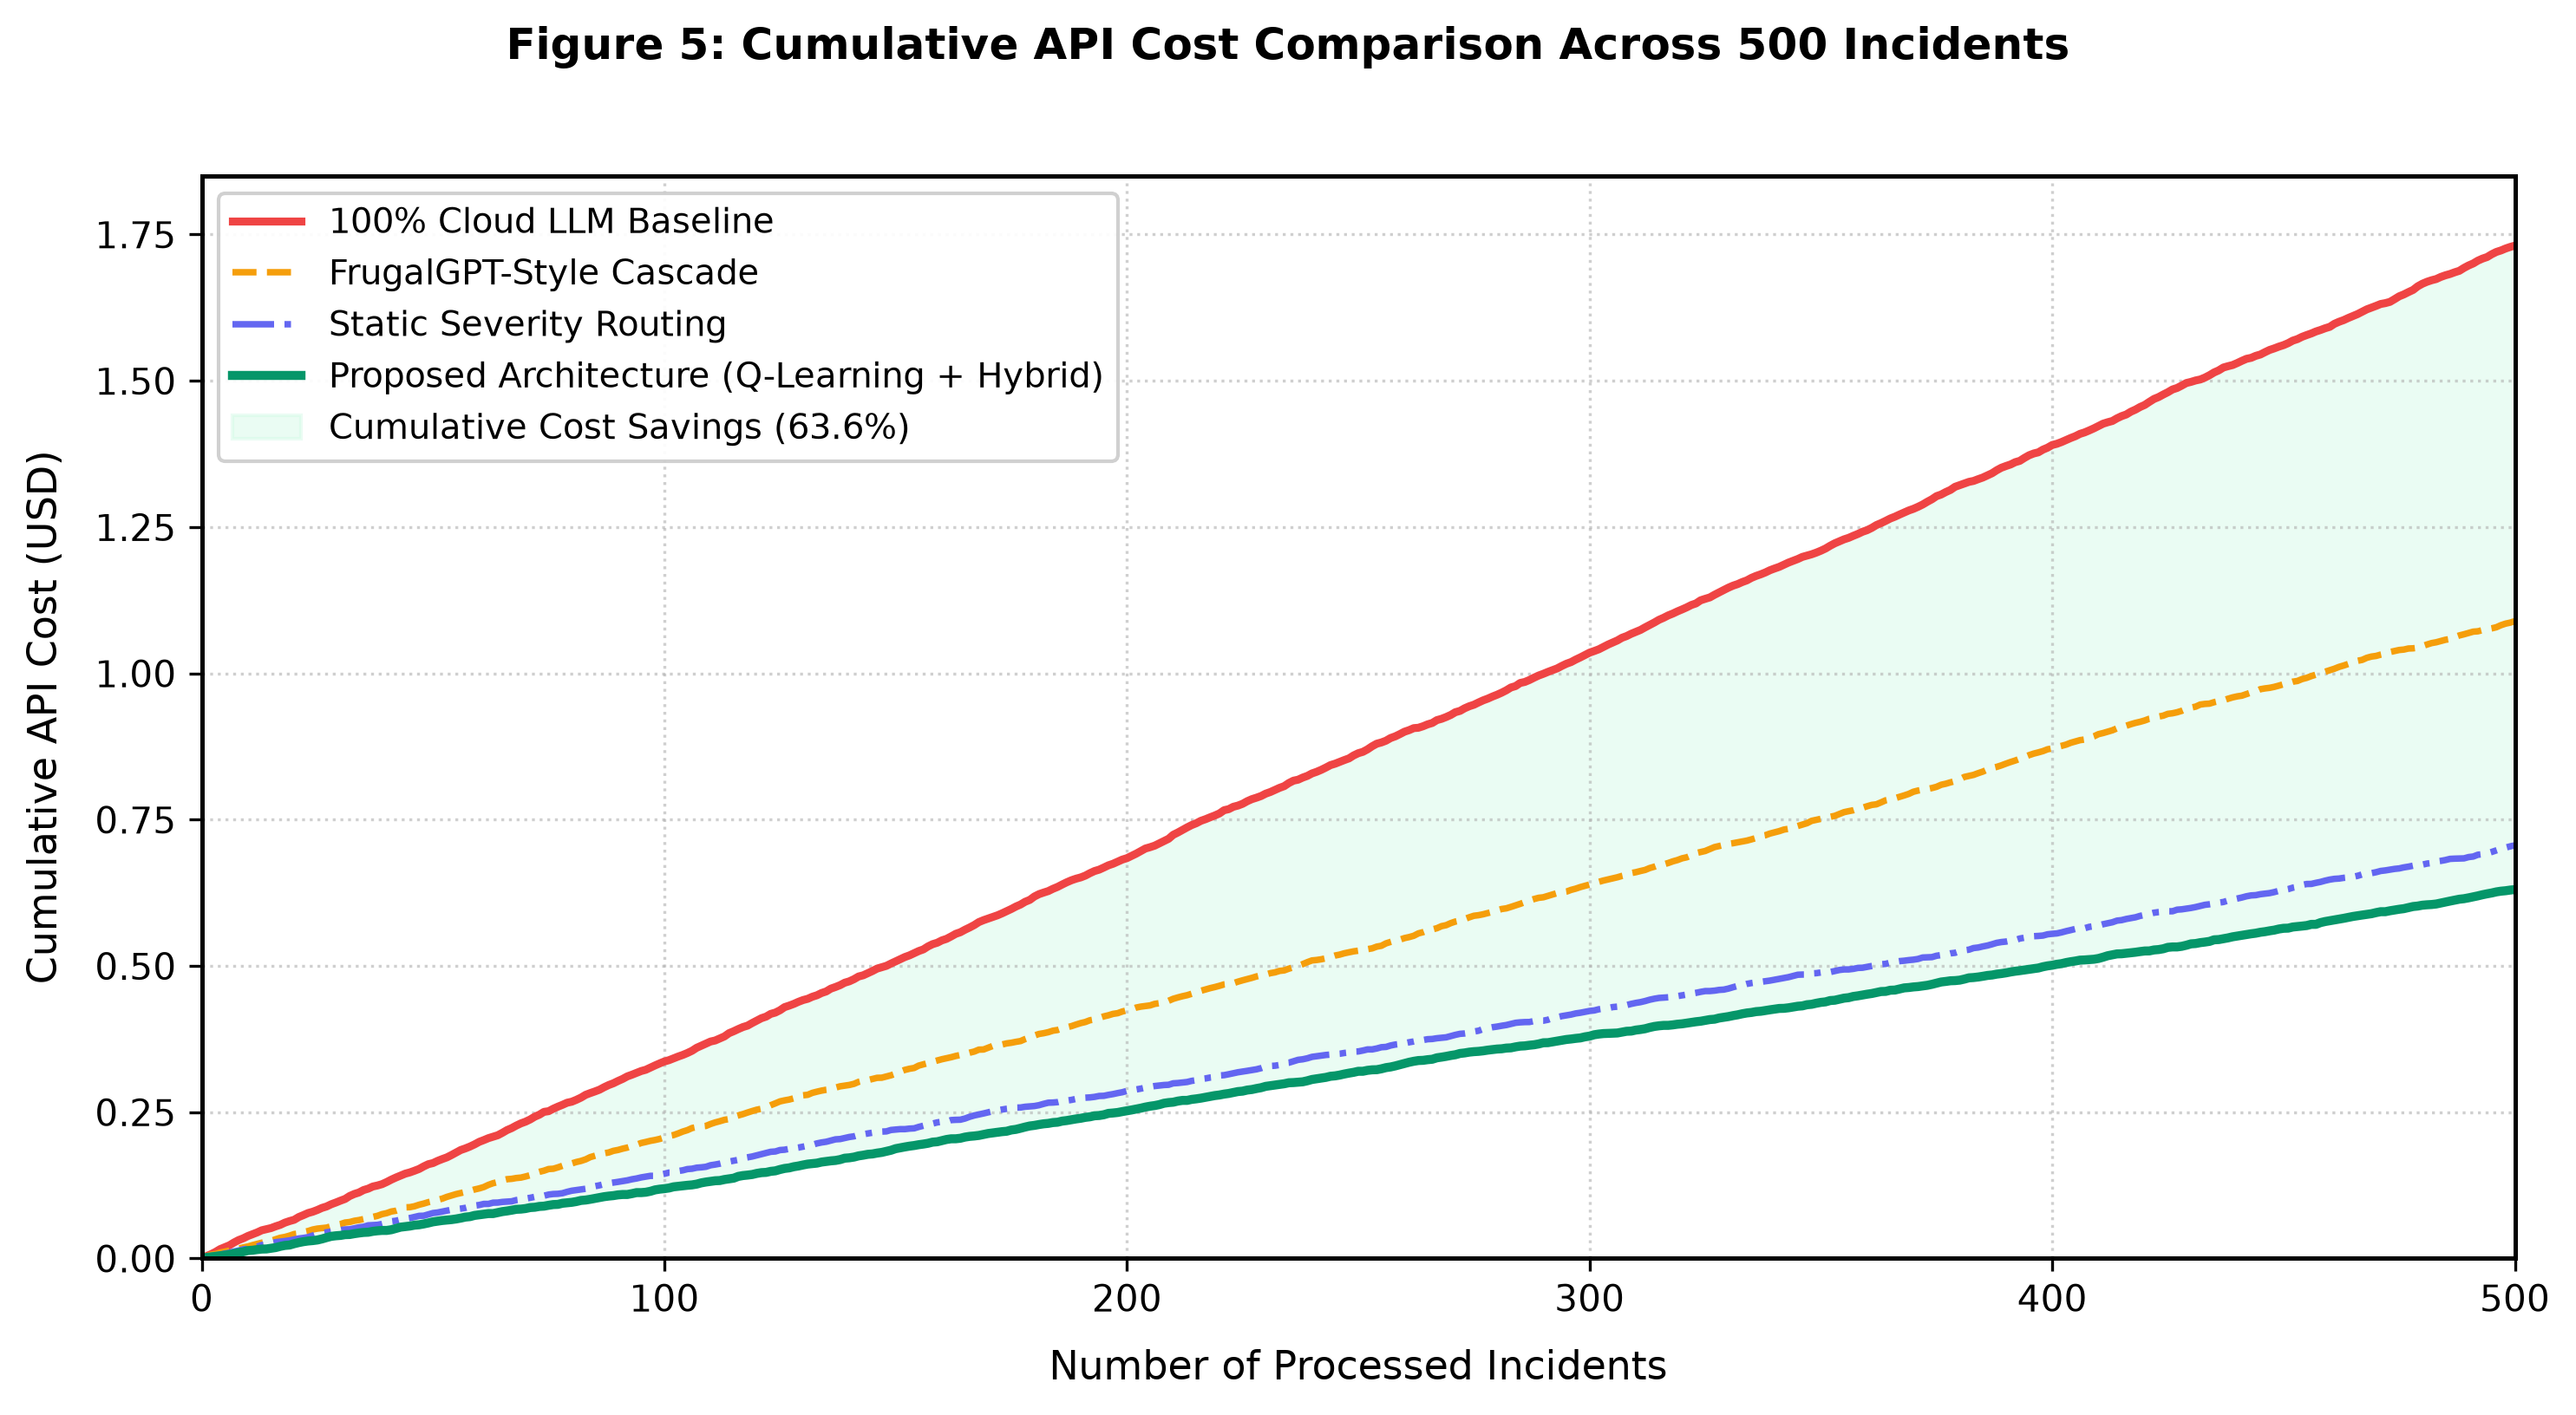 Figure 5: Cumulative API Cost Comparison Across 500 Incidents
100% Cloud LLM Baseline
FrugalGPT-Style Cascade
Static Severity Routing
Proposed Architecture (Q-Learning + Hybrid)
Cumulative Cost Savings (63.6%)
Cumulative API Cost (USD)
1.75
1.50
1.25
1.00
0.75
0.50
0.25
0.00
0 100 200 300 400 500
Number of Processed Incidents